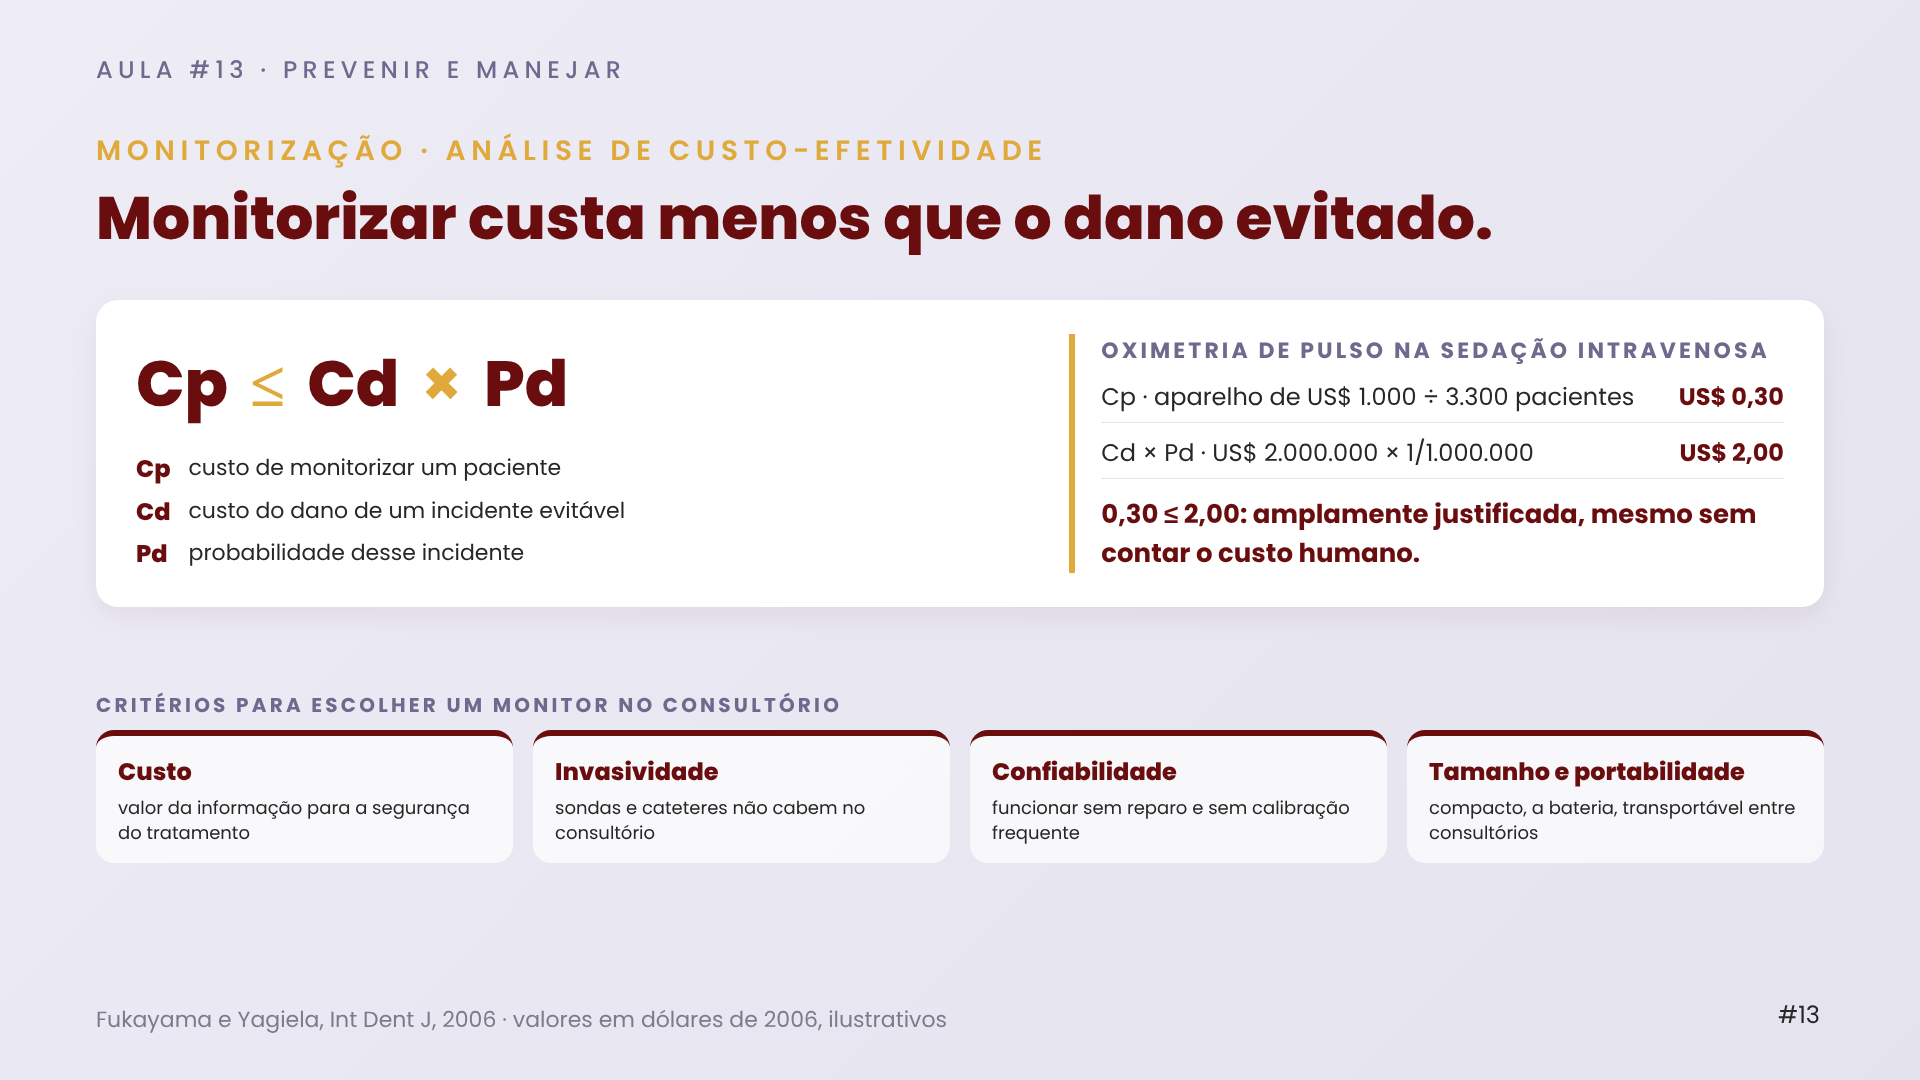 AULA #13 · PREVENIR E MANEJAR
MONITORIZAÇÃO · ANÁLISE DE CUSTO-EFETIVIDADE
Monitorizar custa menos que o dano evitado.
Cp ≤ Cd × Pd
Cp custo de monitorizar um paciente
Cd custo do dano de um incidente evitável
Pd probabilidade desse incidente
OXIMETRIA DE PULSO NA SEDAÇÃO INTRAVENOSA
Cp · aparelho de US$ 1.000 ÷ 3.300 pacientes US$ 0,30
Cd × Pd · US$ 2.000.000 × 1/1.000.000 US$ 2,00
0,30 ≤ 2,00: amplamente justificada, mesmo sem
contar o custo humano.
CRITÉRIOS PARA ESCOLHER UM MONITOR NO CONSULTÓRIO
Custo
valor da informação para a segurança
do tratamento
Invasividade
sondas e cateteres não cabem no
consultório
Confiabilidade
funcionar sem reparo e sem calibração
frequente
Tamanho e portabilidade
compacto, a bateria, transportável entre
consultórios
Fukayama e Yagiela, Int Dent J, 2006 · valores em dólares de 2006, ilustrativos
#13